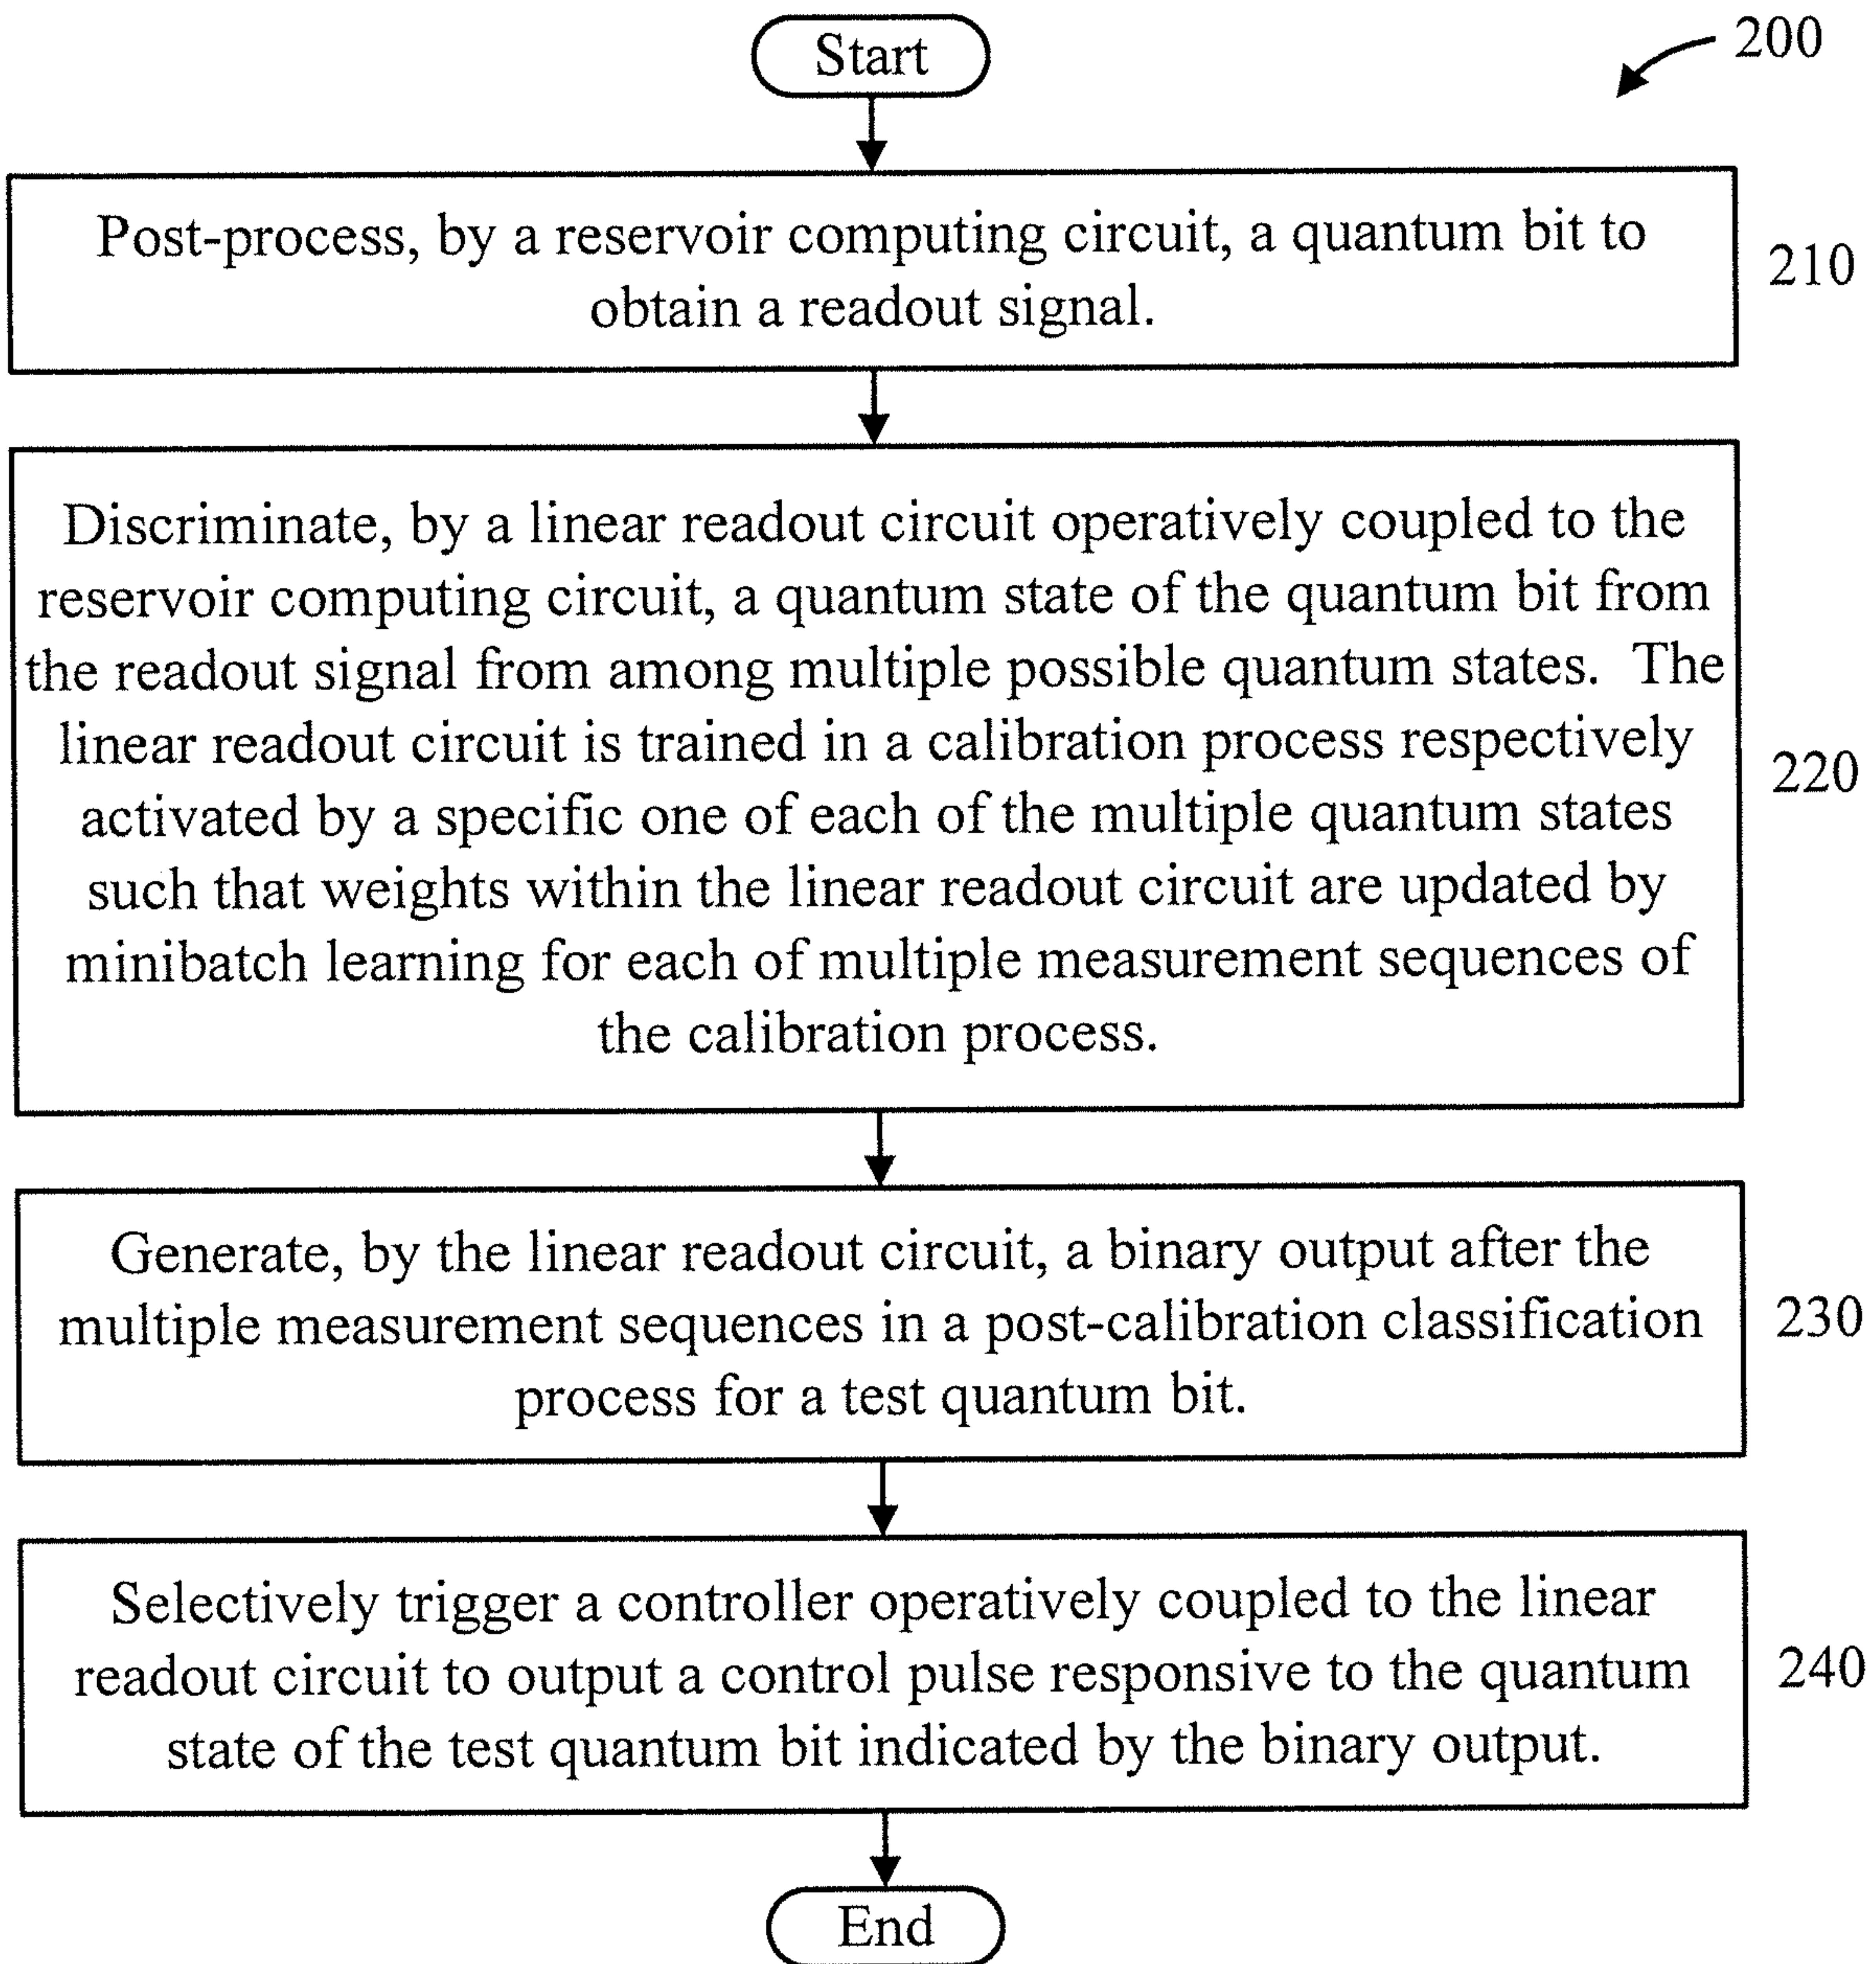 Start
200
Post-process, by a reservoir computing circuit, a quantum bit to
obtain a readout signal.
210
Discriminate, by a linear readout circuit operatively coupled to the
reservoir computing circuit, a quantum state of the quantum bit from
the readout signal from among multiple possible quantum states. The
linear readout circuit is trained in a calibration process respectively
activated by a specific one of each of the multiple quantum states
such that weights within the linear readout circuit are updated by
minibatch learning for each of multiple measurement sequences of
the calibration process.
220
Generate, by the linear readout circuit, a binary output after the
multiple measurement sequences in a post-calibration classification
process for a test quantum bit.
230
Selectively trigger a controller operatively coupled to the linear
readout circuit to output a control pulse responsive to the quantum
state of the test quantum bit indicated by the binary output.
240
End